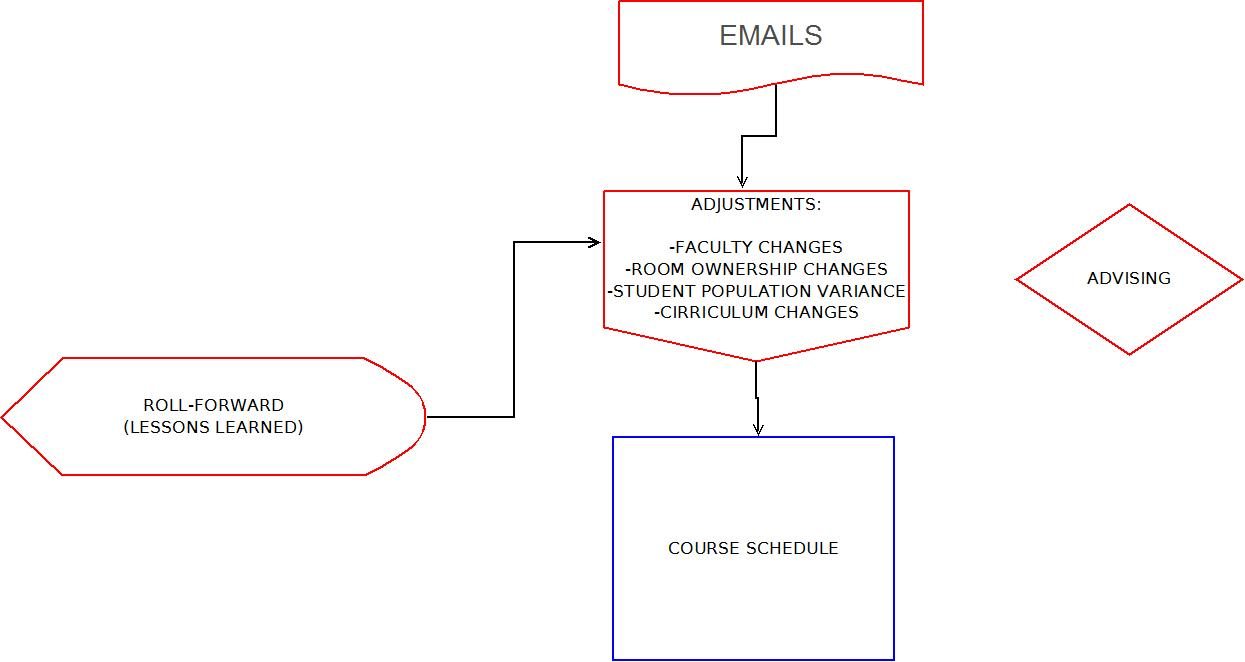 EMAILS
ADJUSTMENTS:
-FACULTY CHANGES
-ROOM OWNERSHIP CHANGES
-STUDENT POPULATION VARIANCE
-CIRRICULUM CHANGES
ADVISING
ROLL-FORWARD
(LESSONS LEARNED)
COURSE SCHEDULE